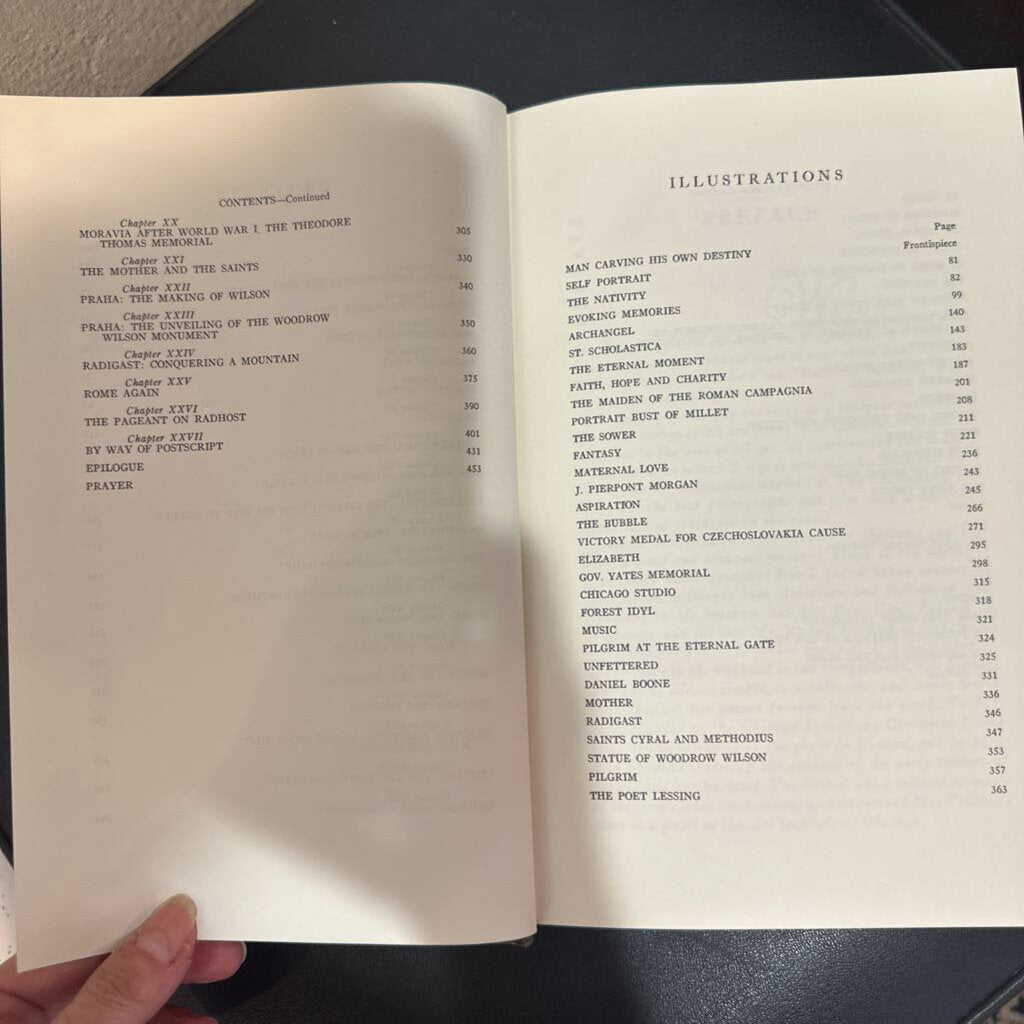 CONTENTS—Continued
Chapter XX
MORAVIA AFTER WORLD WAR I. THE THEODORE
THOMAS MEMORIAL 305
Chapter XXI
THE MOTHER AND THE SAINTS 330
Chapter XXII
PRAHA: THE MAKING OF WILSON 340
Chapter XXIII
PRAHA: THE UNVEILING OF THE WOODROW
WILSON MONUMENT 350
Chapter XXIV
RADIGAST: CONQUERING A MOUNTAIN 360
Chapter XXV
ROME AGAIN 375
Chapter XXVI
THE PAGEANT ON RADHOST 390
Chapter XXVII
BY WAY OF POSTSCRIPT 401
EPILOGUE 431
PRAYER 453
ILLUSTRATIONS
Page
MAN CARVING HIS OWN DESTINY Frontispiece
SELF PORTRAIT 81
THE NATIVITY 82
EVOKING MEMORIES 99
ARCHANGEL 140
ST. SCHOLASTICA 143
THE ETERNAL MOMENT 183
FAITH, HOPE AND CHARITY 187
THE MAIDEN OF THE ROMAN CAMPAGNIA 201
PORTRAIT BUST OF MILLET 208
THE SOWER 211
FANTASY 221
MATERNAL LOVE 236
J. PIERPONT MORGAN 243
ASPIRATION 245
THE BUBBLE 266
VICTORY MEDAL FOR CZECHOSLOVAKIA CAUSE 271
ELIZABETH 295
GOV. YATES MEMORIAL 298
CHICAGO STUDIO 315
FOREST IDYL 318
MUSIC 321
PILGRIM AT THE ETERNAL GATE 324
UNFETTERED 325
DANIEL BOONE 331
MOTHER 336
RADIGAST 346
SAINTS CYRAL AND METHODIUS 347
STATUE OF WOODROW WILSON 353
PILGRIM 357
THE POET LESSING 363